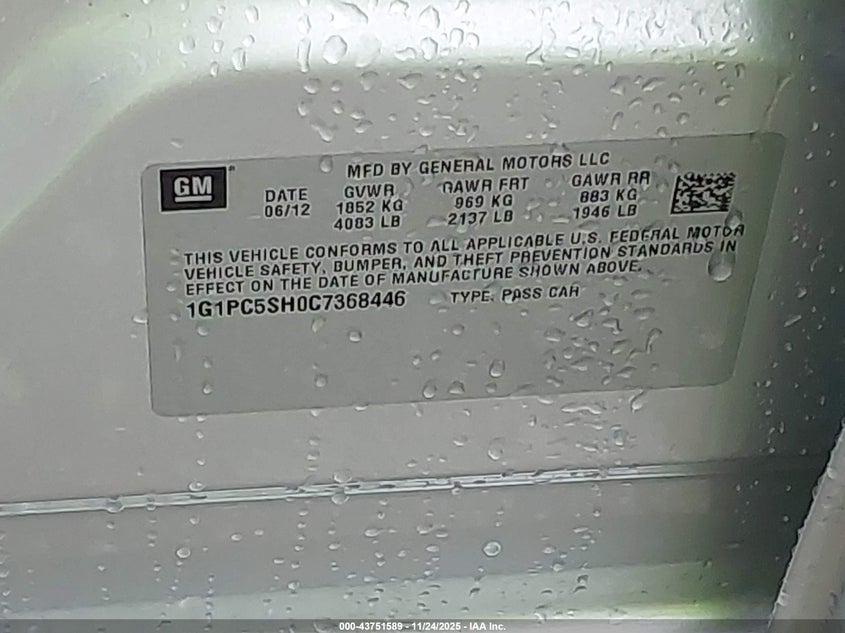 GM
MFD BY GENERAL MOTORS LLC
DATE GVWR GAWR FRT GAWR RR
06/12 1852 KG 969 KG 883 KG
4083 LB 2137 LB 1946 LB
THIS VEHICLE CONFORMS TO ALL APPLICABLE U.S. FEDERAL MOTOR
VEHICLE SAFETY, BUMPER, AND THEFT PREVENTION STANDARDS IN
EFFECT ON THE DATE OF MANUFACTURE SHOWN ABOVE.
1G1PC5SH0C7368446 TYPE: PASS CAR
000-43751589 - 11/24/2025 - IAA Inc.